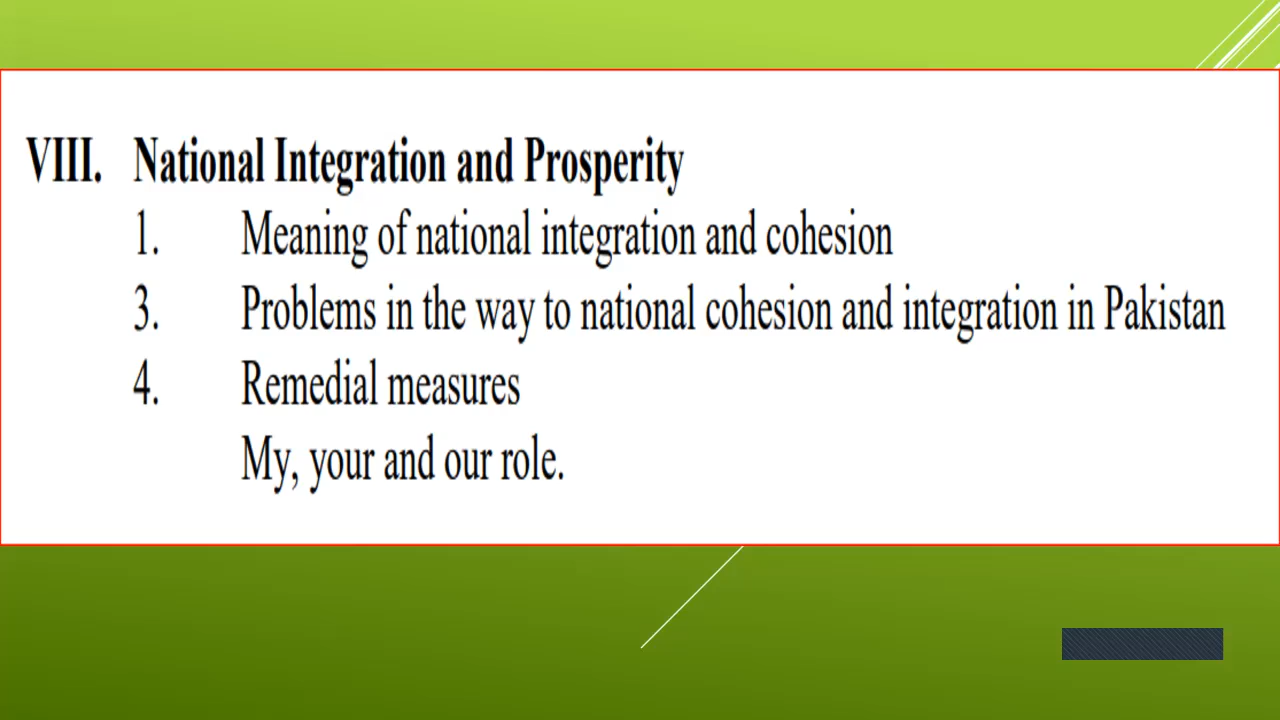 VIII. National Integration and Prosperity
1. Meaning of national integration and cohesion
3. Problems in the way to national cohesion and integration in Pakistan
4. Remedial measures
My, your and our role.